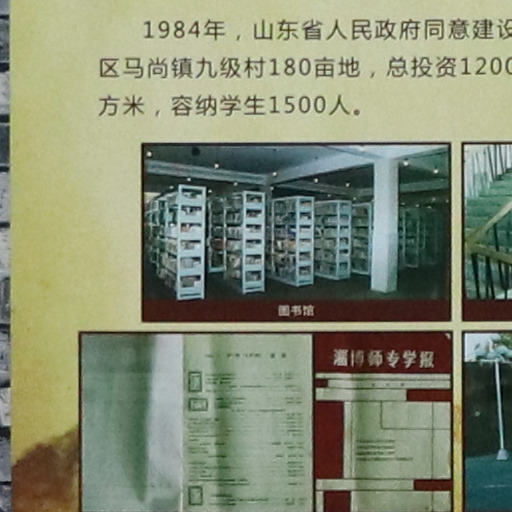 1984年，山东省人民政府同意建设
区马尚镇九级村180亩地，总投资1200
方米，容纳学生1500人。
图书馆
淄博师专学报